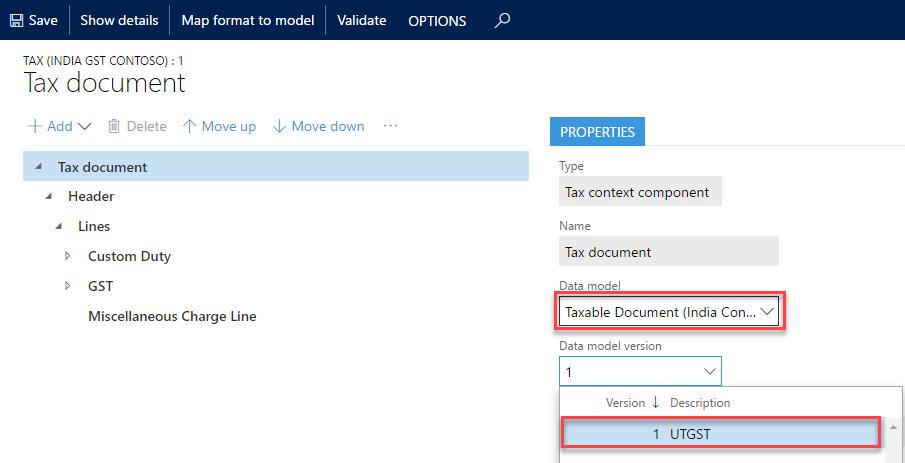 Save Show details Map format to model Validate OPTIONS
TAX (INDIA GST CONTOSO) : 1
Tax document
Add Delete Move up Move down ...
Tax document
Header
Lines
Custom Duty
GST
Miscellaneous Charge Line
PROPERTIES
Type
Tax context component
Name
Tax document
Data model
Taxable Document (India Con...
Data model version
1
Version Description
1 UTGST